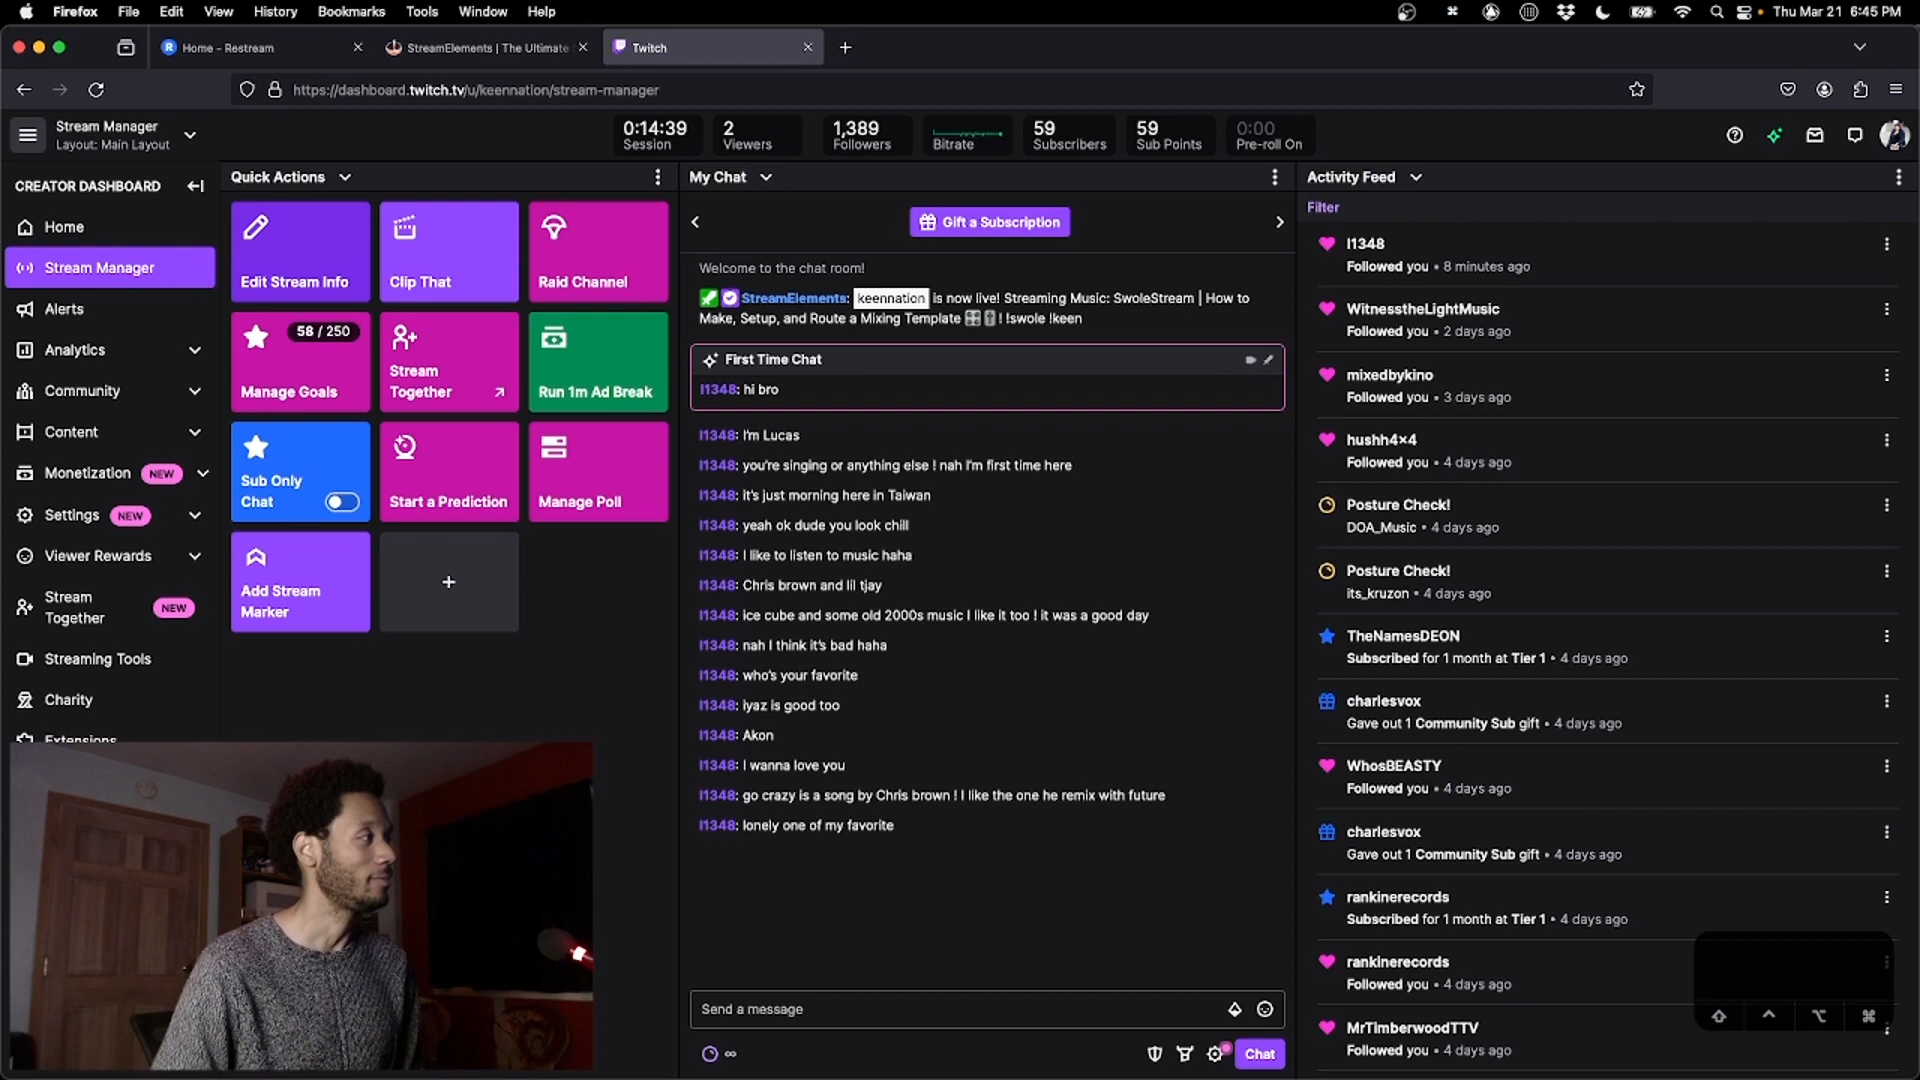 Firefox File Edit View History Bookmarks Tools Window Help Thu Mar 21 6:45 PM
Home - Restream StreamElements | The Ultimate Twitch
https://dashboard.twitch.tv/u/keennation/stream-manager
Stream Manager
Layout: Main Layout
0:14:39
Session
2
Viewers
1,389
Followers
Bitrate
59
Subscribers
59
Sub Points
0:00
Pre-roll On
CREATOR DASHBOARD
Home
Stream Manager
Alerts
Analytics
Community
Content
Monetization NEW
Settings NEW
Viewer Rewards
Stream
Together
NEW
Streaming Tools
Charity
Extensions
Quick Actions
Edit Stream Info
Clip That
Raid Channel
58 / 250
Manage Goals
Stream
Together
Run 1m Ad Break
Sub Only
Chat
Start a Prediction
Manage Poll
Add Stream
Marker
My Chat
Gift a Subscription
Welcome to the chat room!
StreamElements: keennation is now live! Streaming Music: SwoleStream | How to
Make, Setup, and Route a Mixing Template ! !swole !keen
First Time Chat
l1348: hi bro
l1348: I'm Lucas
l1348: you're singing or anything else ! nah I'm first time here
l1348: it's just morning here in Taiwan
l1348: yeah ok dude you look chill
l1348: I like to listen to music haha
l1348: Chris brown and lil tjay
l1348: ice cube and some old 2000s music I like it too ! it was a good day
l1348: nah I think it's bad haha
l1348: who's your favorite
l1348: iyaz is good too
l1348: Akon
l1348: I wanna love you
l1348: go crazy is a song by Chris brown ! I like the one he remix with future
l1348: lonely one of my favorite
Send a message
∞
Chat
Activity Feed
Filter
l1348
Followed you • 8 minutes ago
WitnesstheLightMusic
Followed you • 2 days ago
mixedbykino
Followed you • 3 days ago
hushh4x4
Followed you • 4 days ago
Posture Check!
DOA_Music • 4 days ago
Posture Check!
its_kruzon • 4 days ago
TheNamesDEON
Subscribed for 1 month at Tier 1 • 4 days ago
charlesvox
Gave out 1 Community Sub gift • 4 days ago
WhosBEASTY
Followed you • 4 days ago
charlesvox
Gave out 1 Community Sub gift • 4 days ago
rankinerecords
Subscribed for 1 month at Tier 1 • 4 days ago
rankinerecords
Followed you • 4 days ago
MrTimberwoodTTV
Followed you • 4 days ago